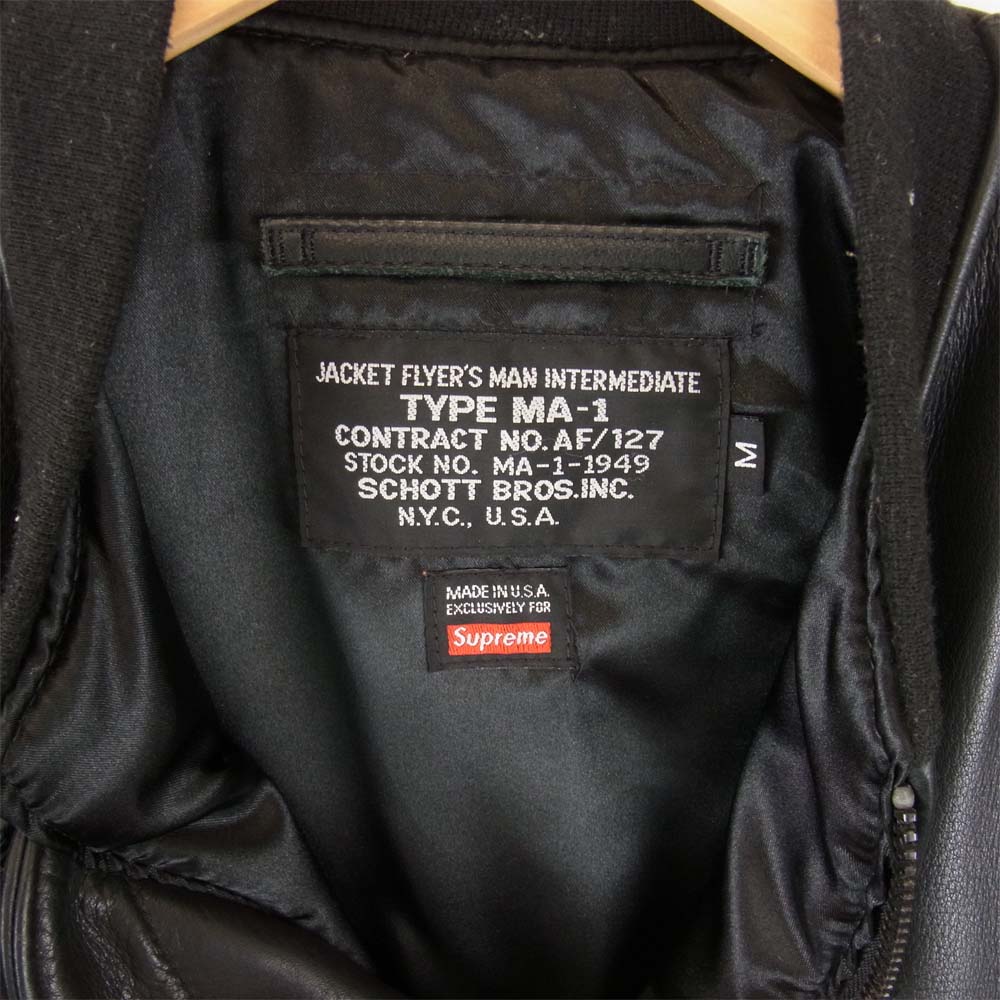 JACKET FLYER'S MAN INTERMEDIATE
TYPE MA-1
CONTRACT NO. AF/127
STOCK NO. MA-1-1949
SCHOTT BROS.INC.
N.Y.C., U.S.A.
M
MADE IN U.S.A.
EXCLUSIVELY FOR
Supreme